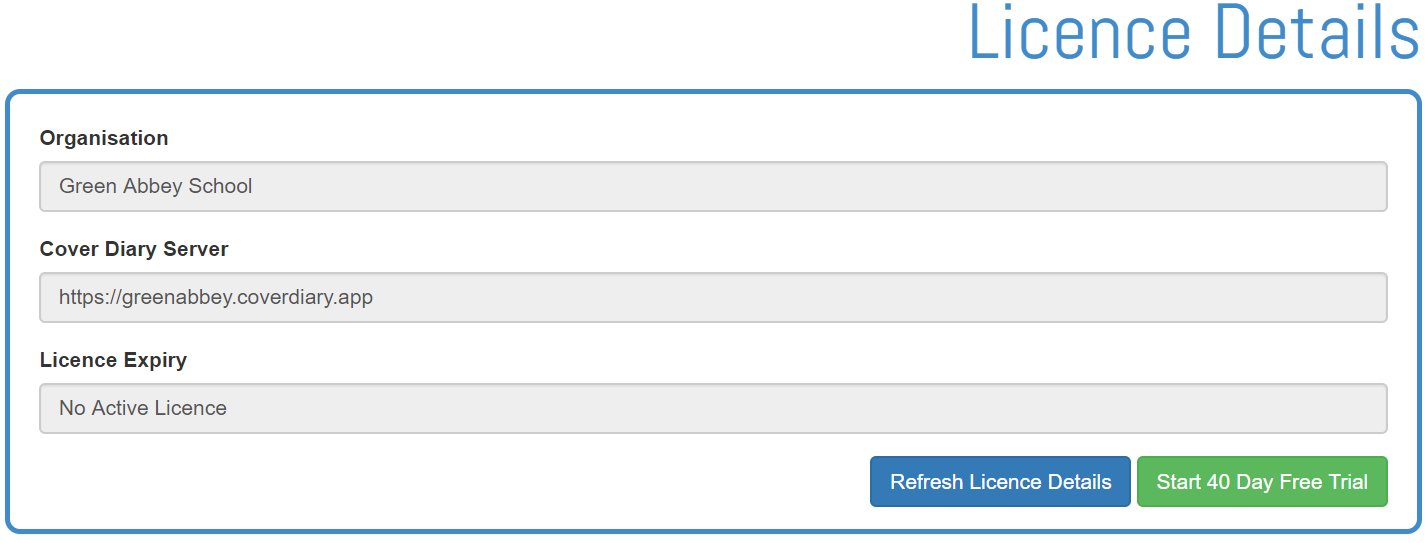 Licence Details
Organisation
Green Abbey School
Cover Diary Server
https://greenabbey.coverdiary.app
Licence Expiry
No Active Licence
Refresh Licence Details
Start 40 Day Free Trial